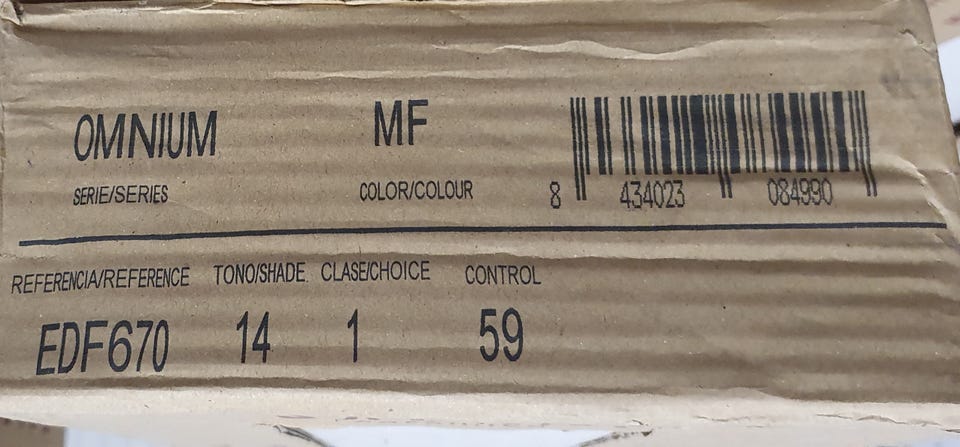 OMNIUM MF
SERIE/SERIES COLOR/COLOUR 8 434023 084990
REFERENCIA/REFERENCE TONO/SHADE CLASE/CHOICE CONTROL
EDF670 14 1 59